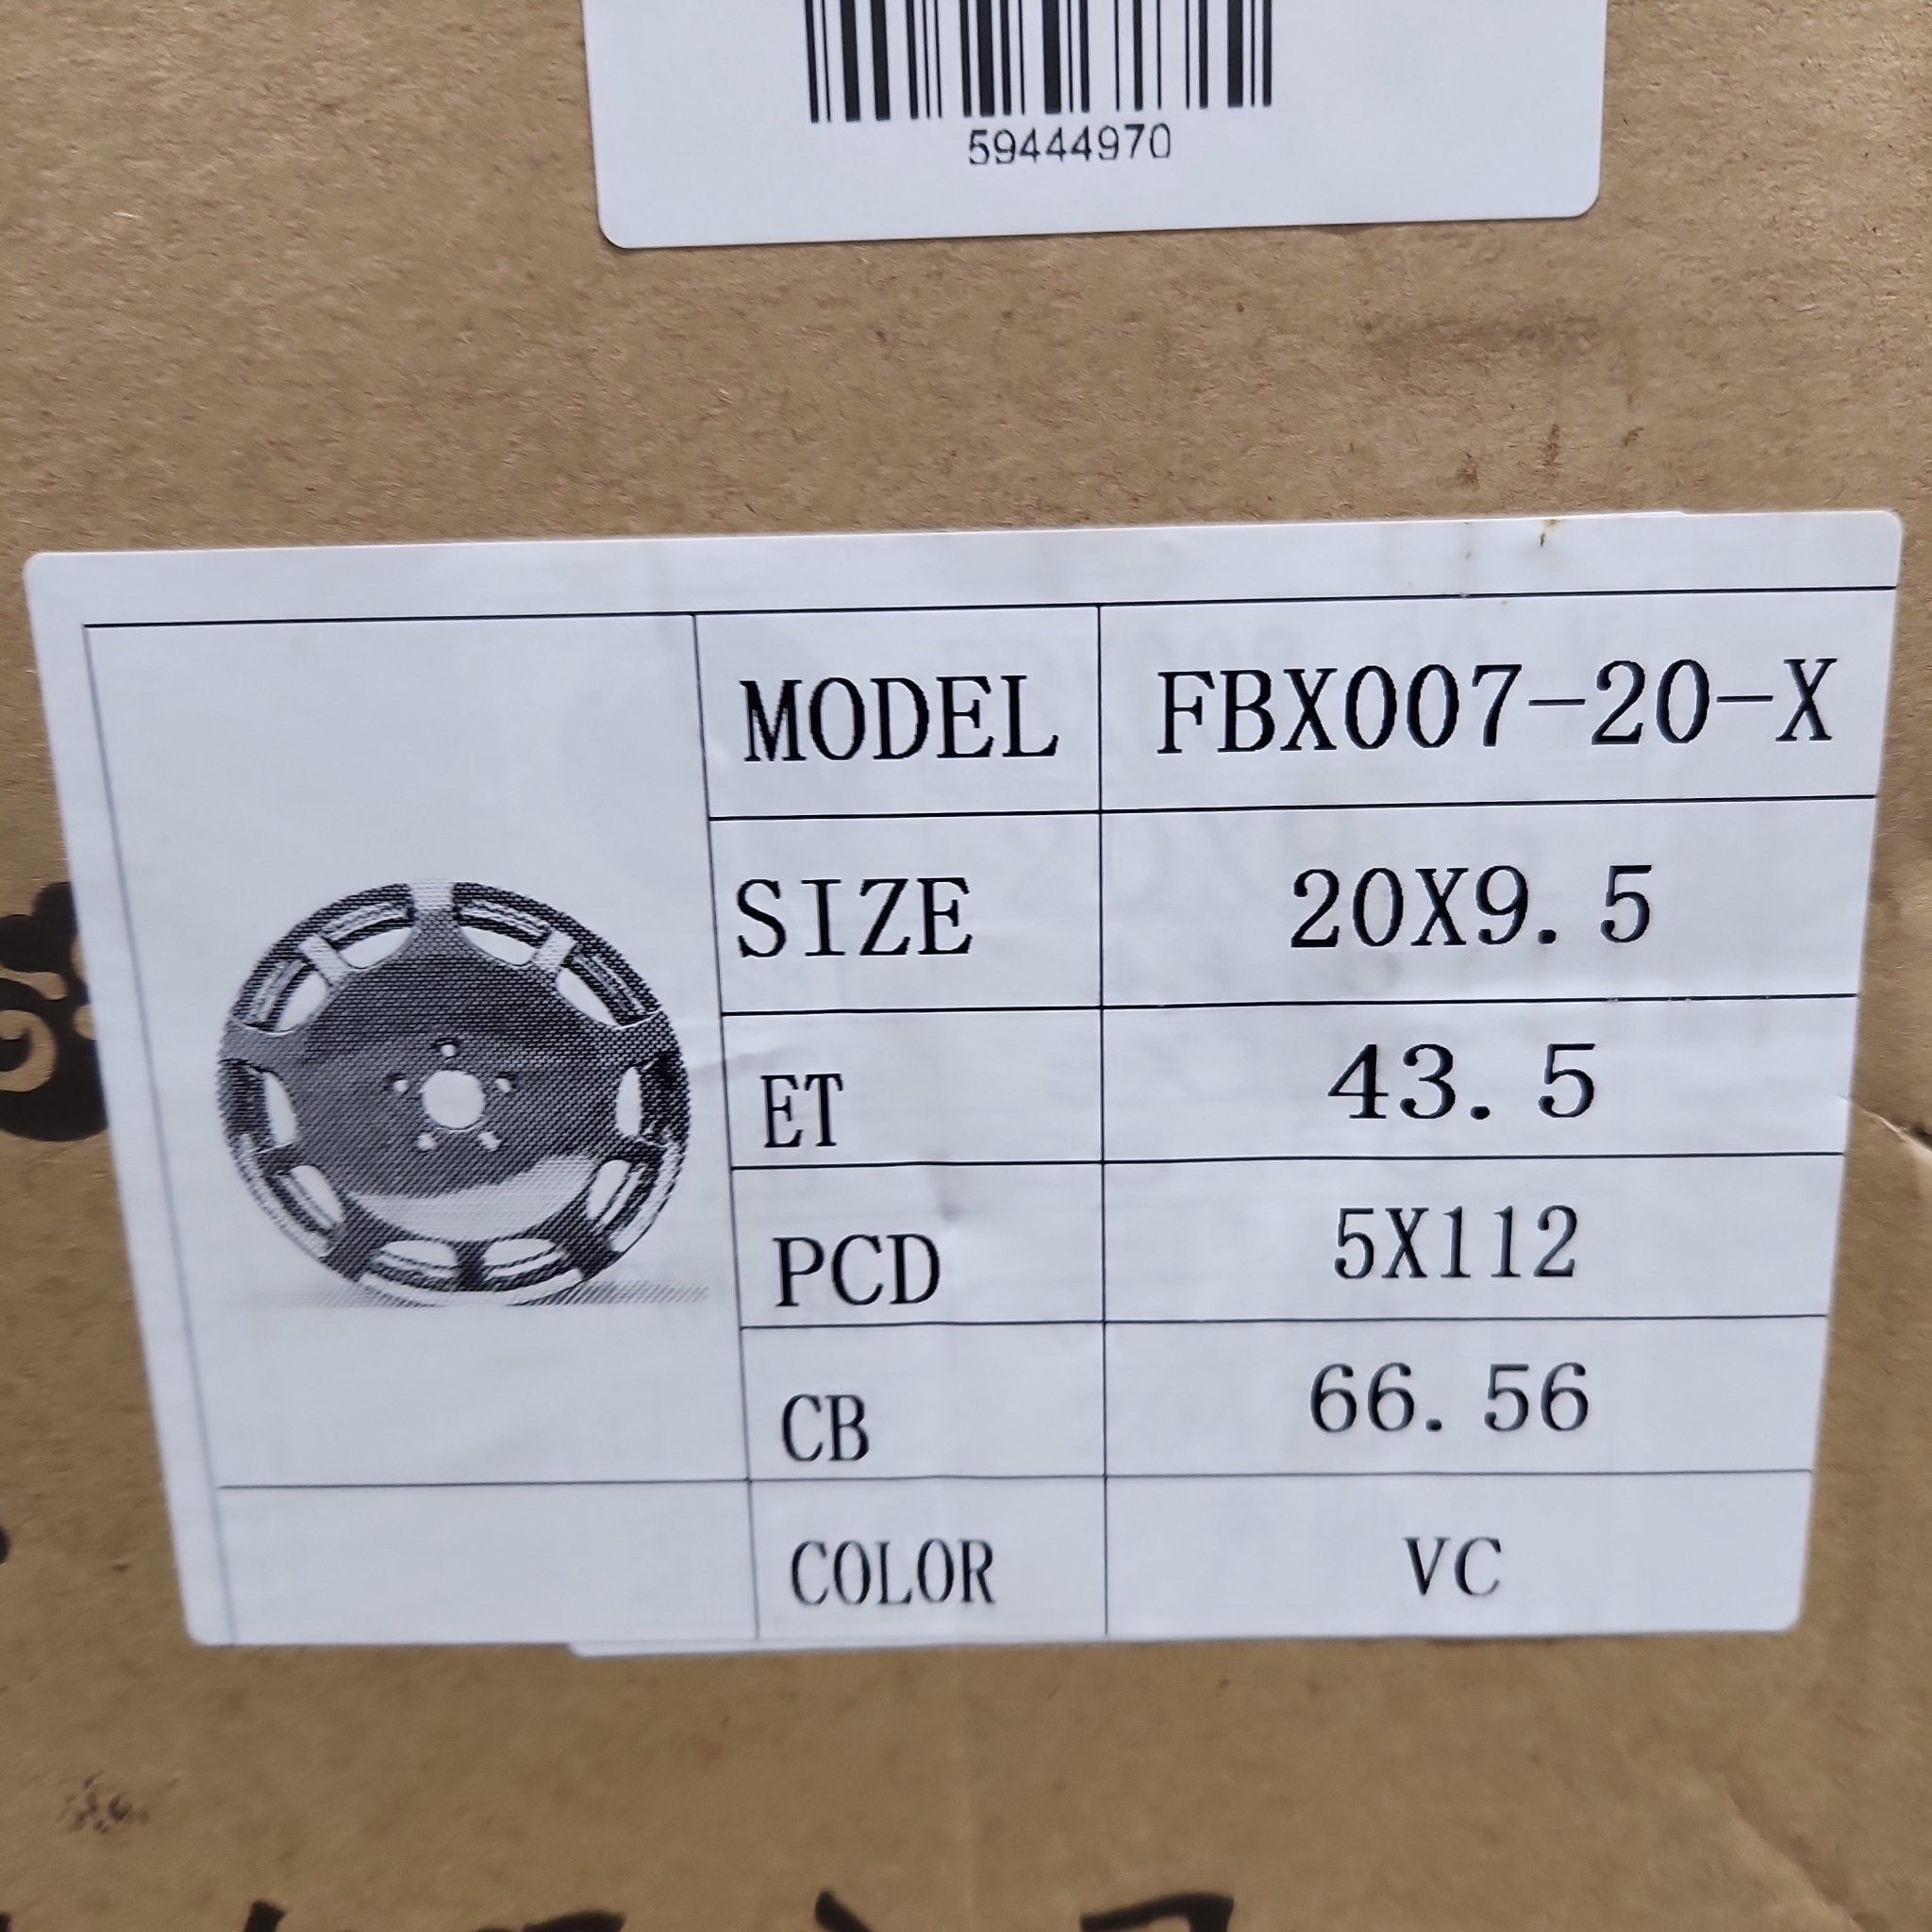 59444970
MODEL FBX007-20-X
SIZE 20X9.5
ET 43.5
PCD 5X112
CB 66.56
COLOR VC